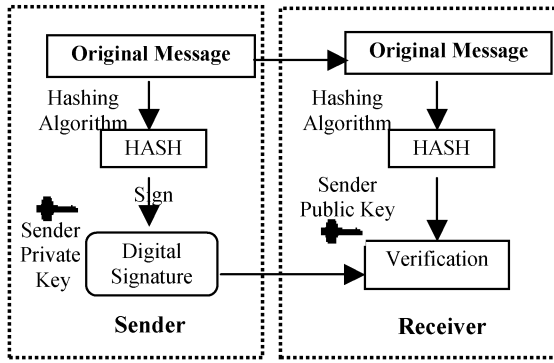 Original Message
Hashing
Algorithm
HASH
Sign
Sender
Private
Key
Digital
Signature
Sender
Original Message
Hashing
Algorithm
HASH
Sender
Public Key
Verification
Receiver